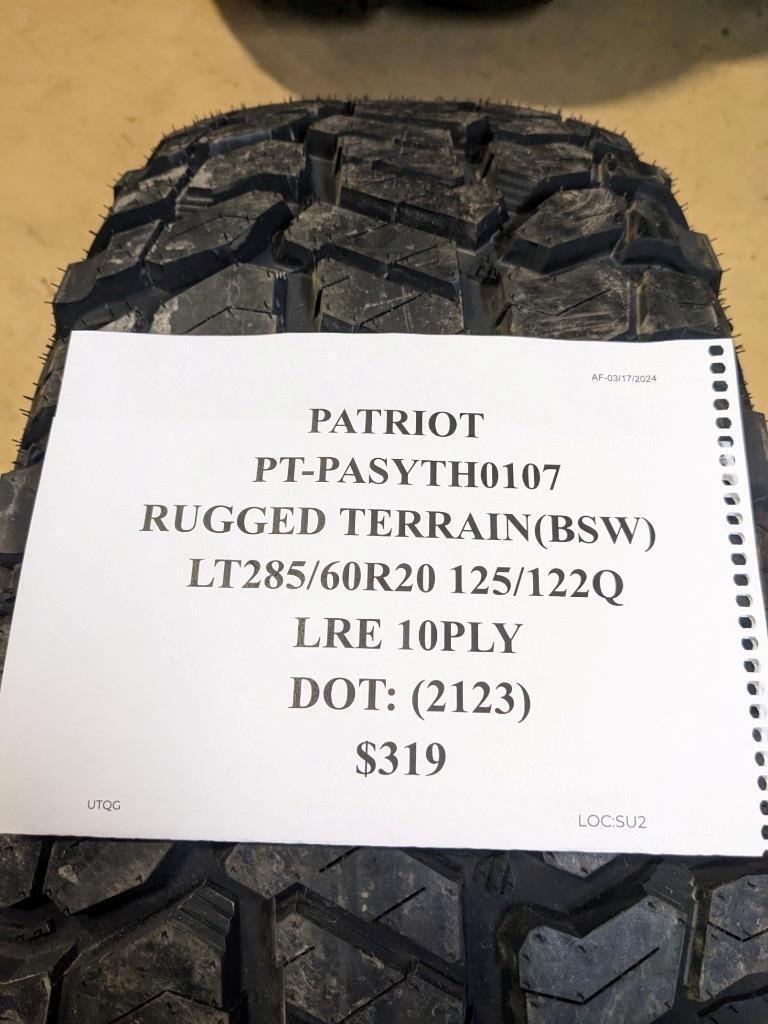 AF-03/17/2024
PATRIOT
PT-PASYTH0107
RUGGED TERRAIN(BSW)
LT285/60R20 125/122Q
LRE 10PLY
DOT: (2123)
$319
UTQG
LOC:SU2